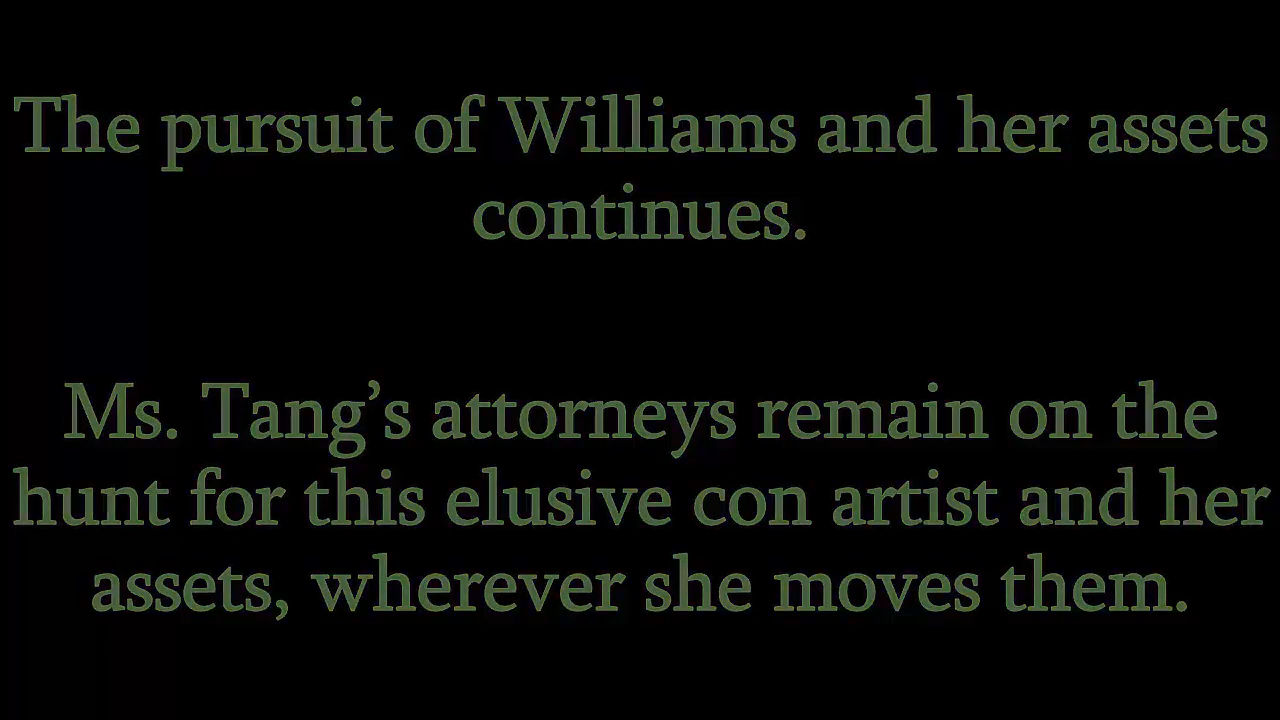 The pursuit of Williams and her assets
continues.
Ms. Tang’s attorneys remain on the
hunt for this elusive con artist and her
assets, wherever she moves them.